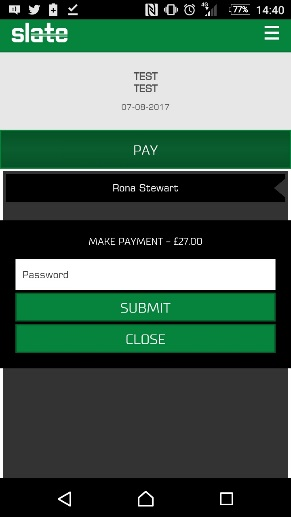 4G
77%
14:40
slate
TEST
TEST
07-08-2017
PAY
Rona Stewart
MAKE PAYMENT - £27.00
Password
SUBMIT
CLOSE